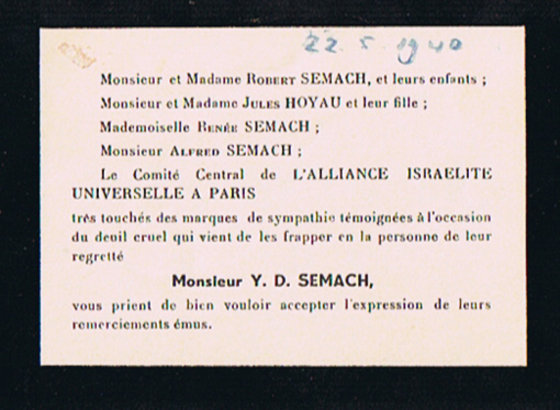 22. 5. 1940
Monsieur et Madame ROBERT SEMACH, et leurs enfants ;
Monsieur et Madame JULES HOYAU et leur fille ;
Mademoiselle RENÉE SEMACH ;
Monsieur ALFRED SEMACH ;
Le Comité Central de L'ALLIANCE ISRAELITE
UNIVERSELLE A PARIS
très touchés des marques de sympathie témoignées à l'occasion
du deuil cruel qui vient de les frapper en la personne de leur
regretté
Monsieur Y. D. SEMACH,
vous prient de bien vouloir accepter l'expression de leurs
remerciements émus.